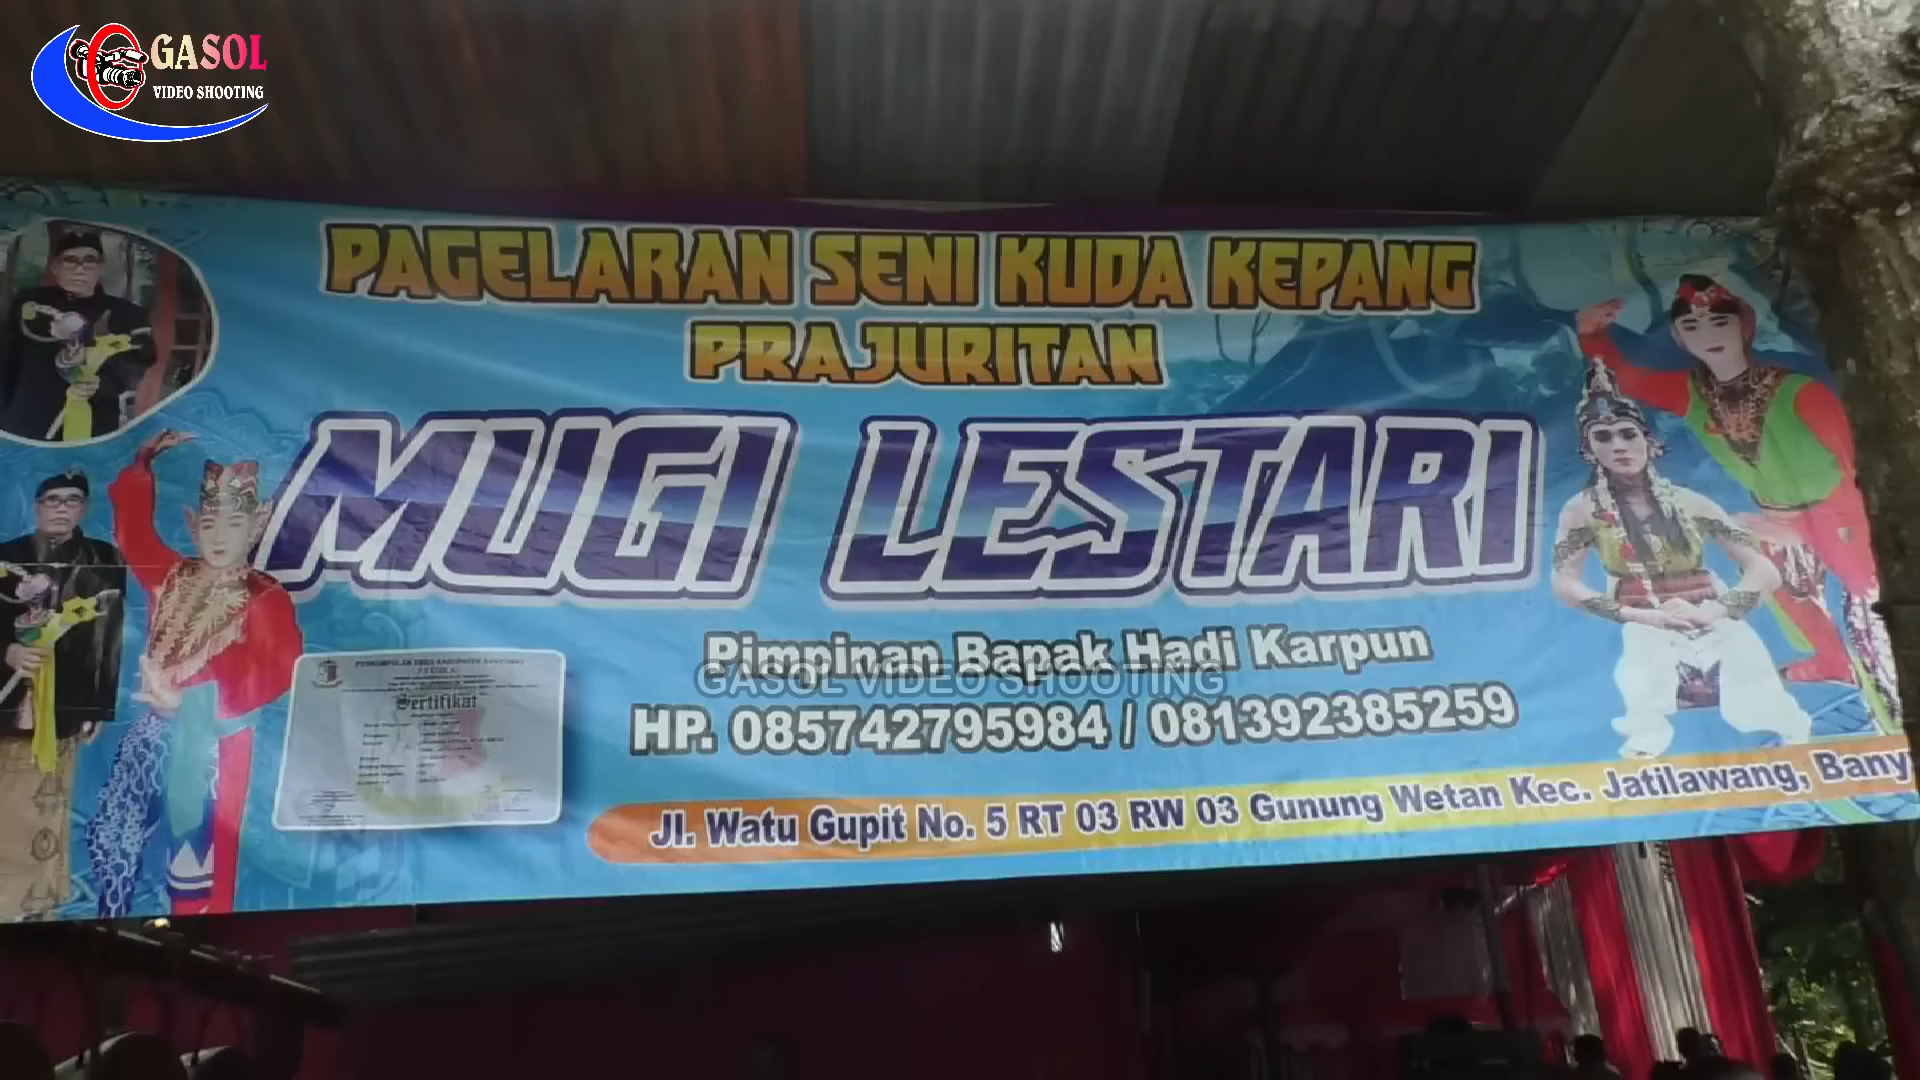 GASOL
VIDEO SHOOTING
PAGELARAN SENI KUDA KEPANG
PRAJURITAN
MUGI LESTARI
Pimpinan Bapak Hadi Karpun
GASOL VIDEO SHOOTING
HP. 085742795984 / 081392385259
Jl. Watu Gupit No. 5 RT 03 RW 03 Gunung Wetan Kec. Jatilawang, Bany
Sertifikat